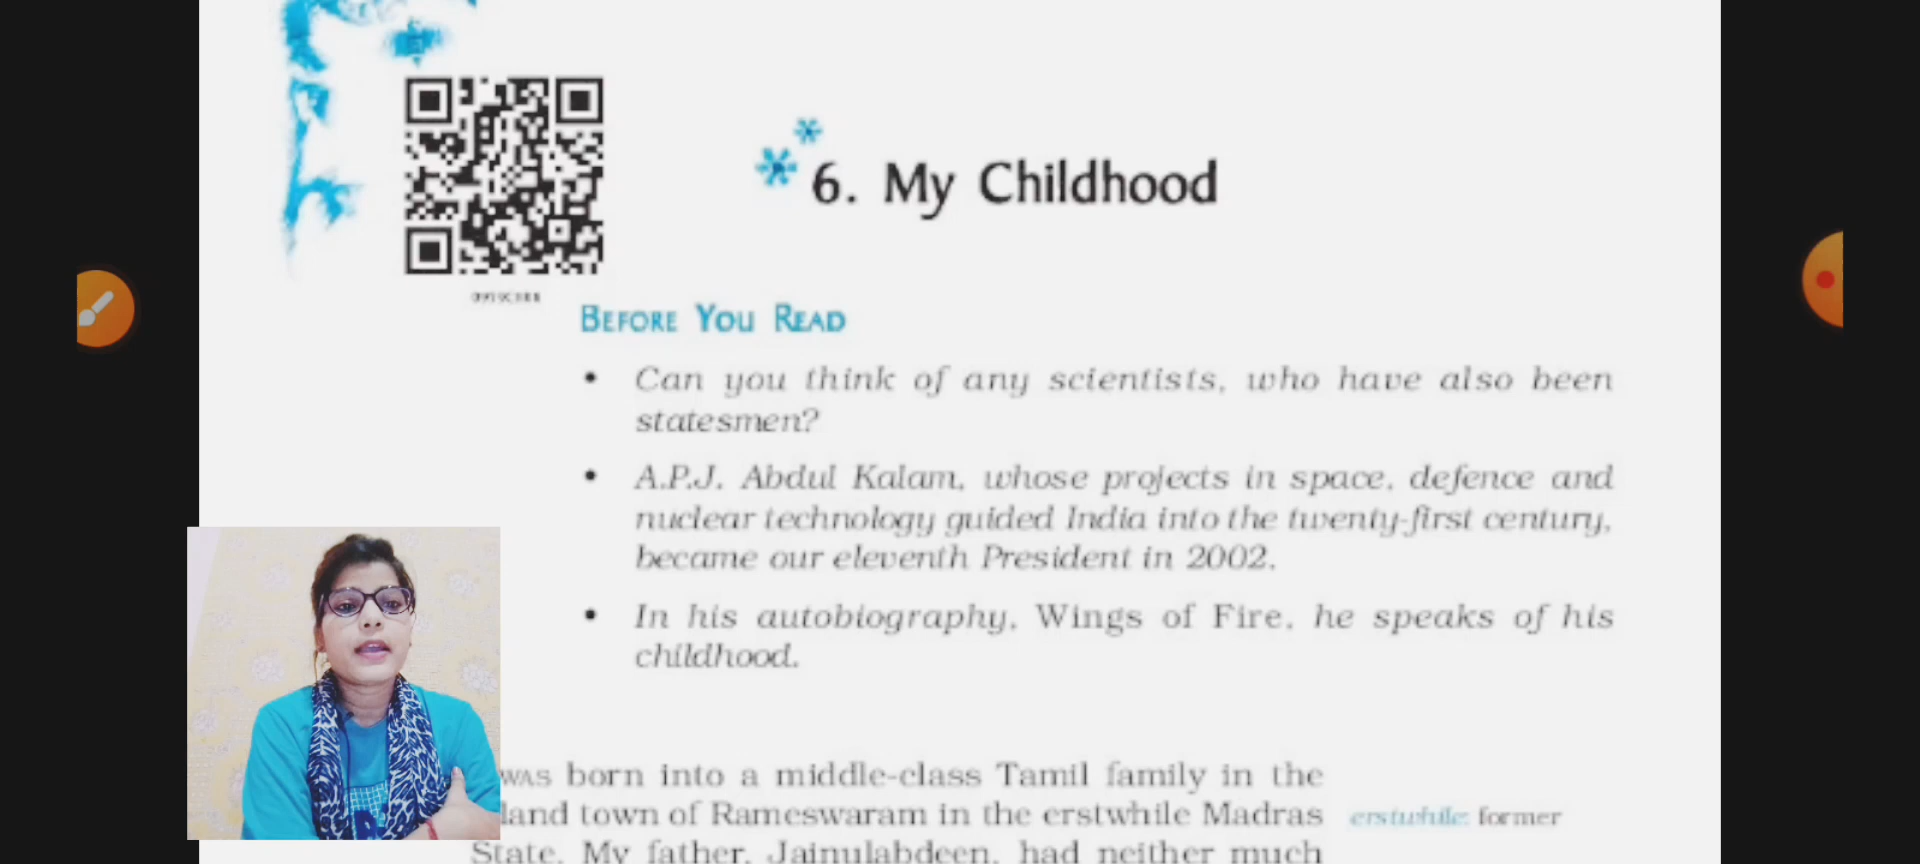 6. My Childhood
BEFORE YOU READ
• Can you think of any scientists, who have also been
statesmen?
• A.P.J. Abdul Kalam, whose projects in space, defence and
nuclear technology guided India into the twenty-first century,
became our eleventh President in 2002.
• In his autobiography, Wings of Fire, he speaks of his
childhood.
WAS born into a middle-class Tamil family in the
land town of Rameswaram in the erstwhile Madras
erstwhile: former
State. My father, Jainulabdeen, had neither much